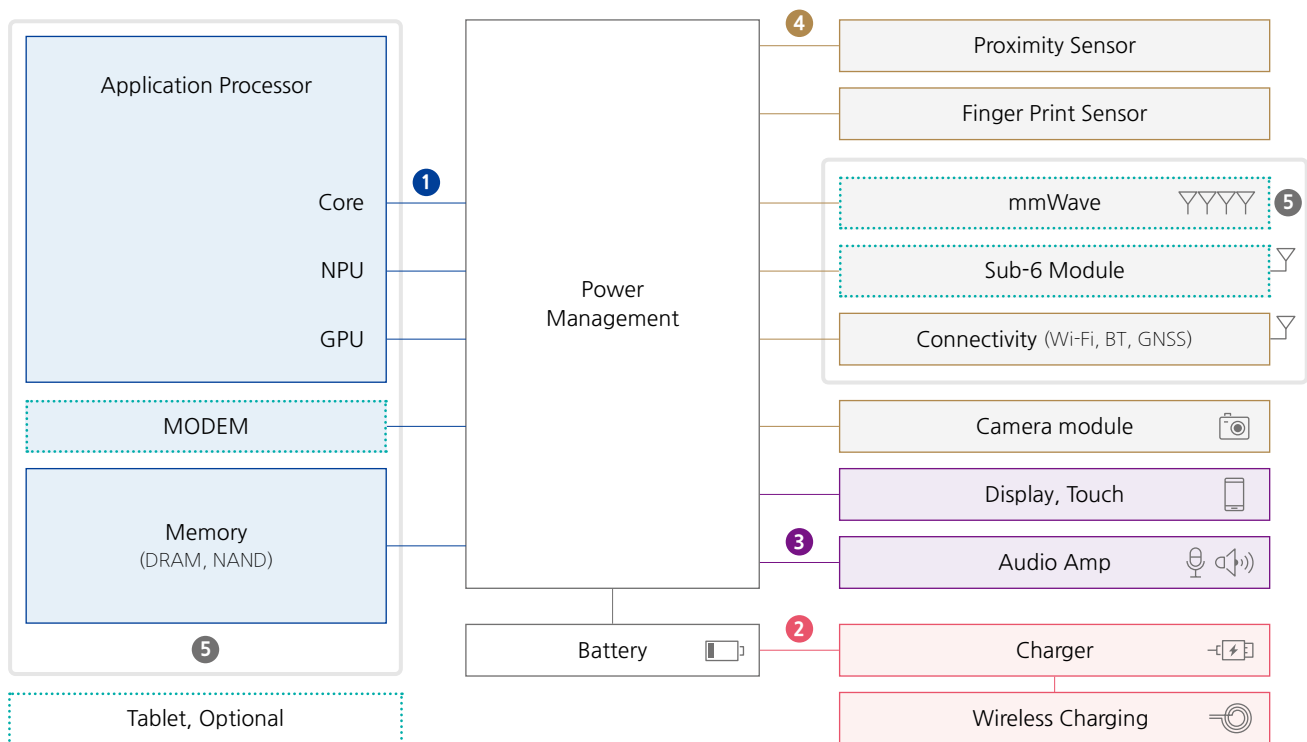 Application Processor
Core
NPU
GPU
MODEM
Memory
(DRAM, NAND)
5
Tablet, Optional
1
Power
Management
Battery
4
Proximity Sensor
Finger Print Sensor
mmWave
5
Sub-6 Module
Connectivity (Wi-Fi, BT, GNSS)
Camera module
Display, Touch
3
Audio Amp
2
Charger
Wireless Charging